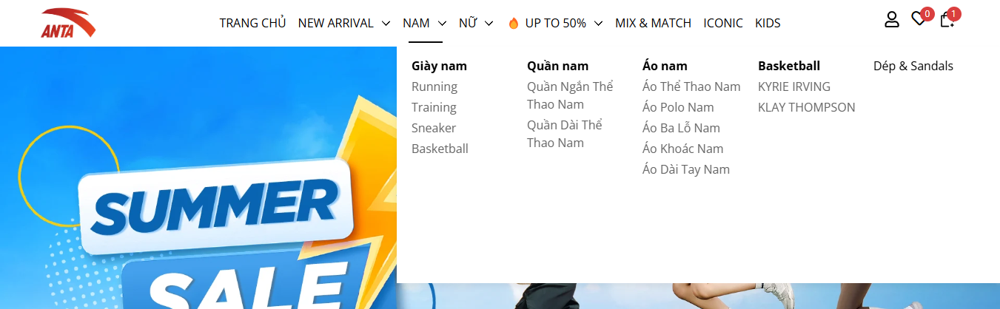 ANTA
TRANG CHỦ NEW ARRIVAL NAM NỮ UP TO 50% MIX & MATCH ICONIC KIDS
0
1
Giày nam
Running
Training
Sneaker
Basketball
Quần nam
Quần Ngắn Thể
Thao Nam
Quần Dài Thể
Thao Nam
Áo nam
Áo Thể Thao Nam
Áo Polo Nam
Áo Ba Lỗ Nam
Áo Khoác Nam
Áo Dài Tay Nam
Basketball
KYRIE IRVING
KLAY THOMPSON
Dép & Sandals
SUMMER
SALE